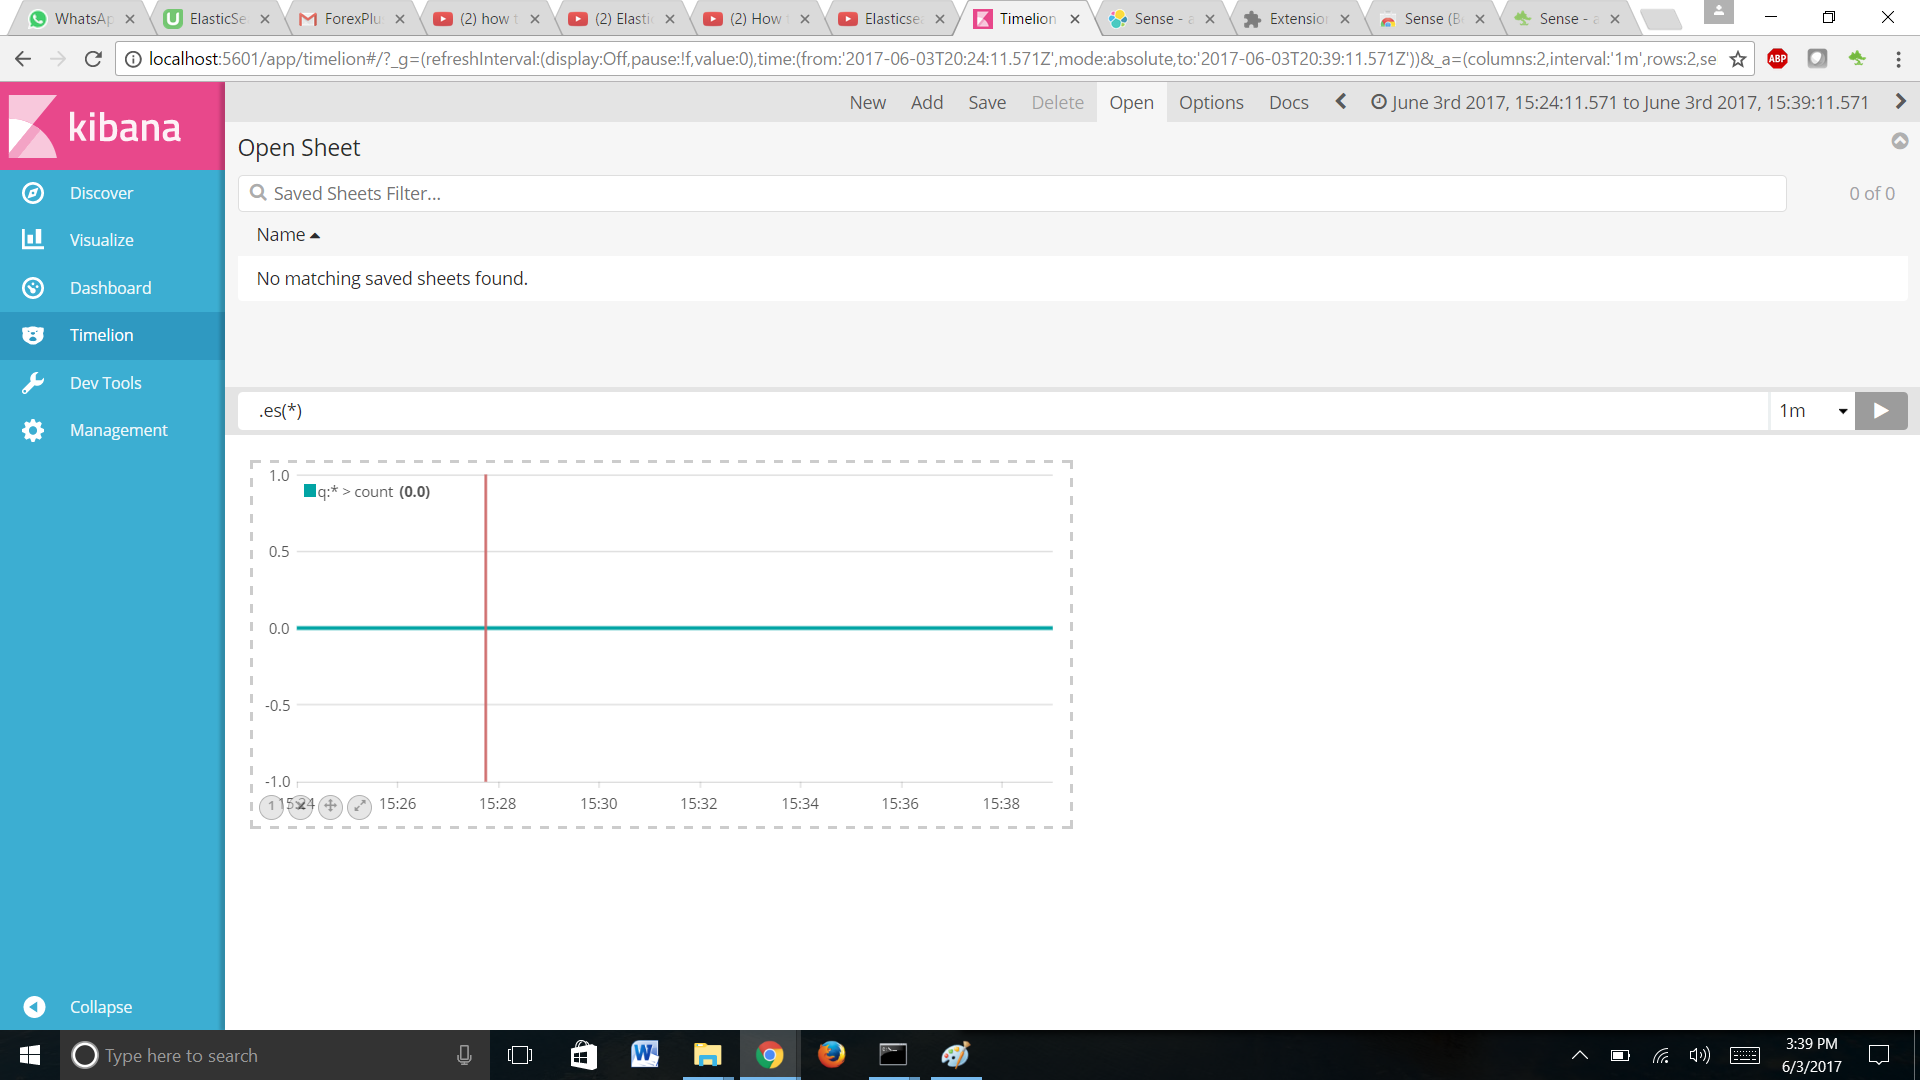 WhatsAp
ElasticSe
ForexPlu
(2) how t
(2) Elasti
(2) How t
Elasticsea
Timelion
Sense - a
Extension
Sense (Be
Sense - a
localhost:5601/app/timelion#/?_g=(refreshInterval:(display:Off,pause:!f,value:0),time:(from:'2017-06-03T20:24:11.571Z',mode:absolute,to:'2017-06-03T20:39:11.571Z'))&_a=(columns:2,interval:'1m',rows:2,se
ABP
kibana
New Add Save Delete Open Options Docs June 3rd 2017, 15:24:11.571 to June 3rd 2017, 15:39:11.571
Open Sheet
Saved Sheets Filter...
0 of 0
Name
No matching saved sheets found.
Discover
Visualize
Dashboard
Timelion
Dev Tools
Management
Collapse
.es(*)
1m
1.0
q:* > count (0.0)
0.5
0.0
-0.5
-1.0
1
15:24 15:26 15:28 15:30 15:32 15:34 15:36 15:38
Type here to search
3:39 PM
6/3/2017